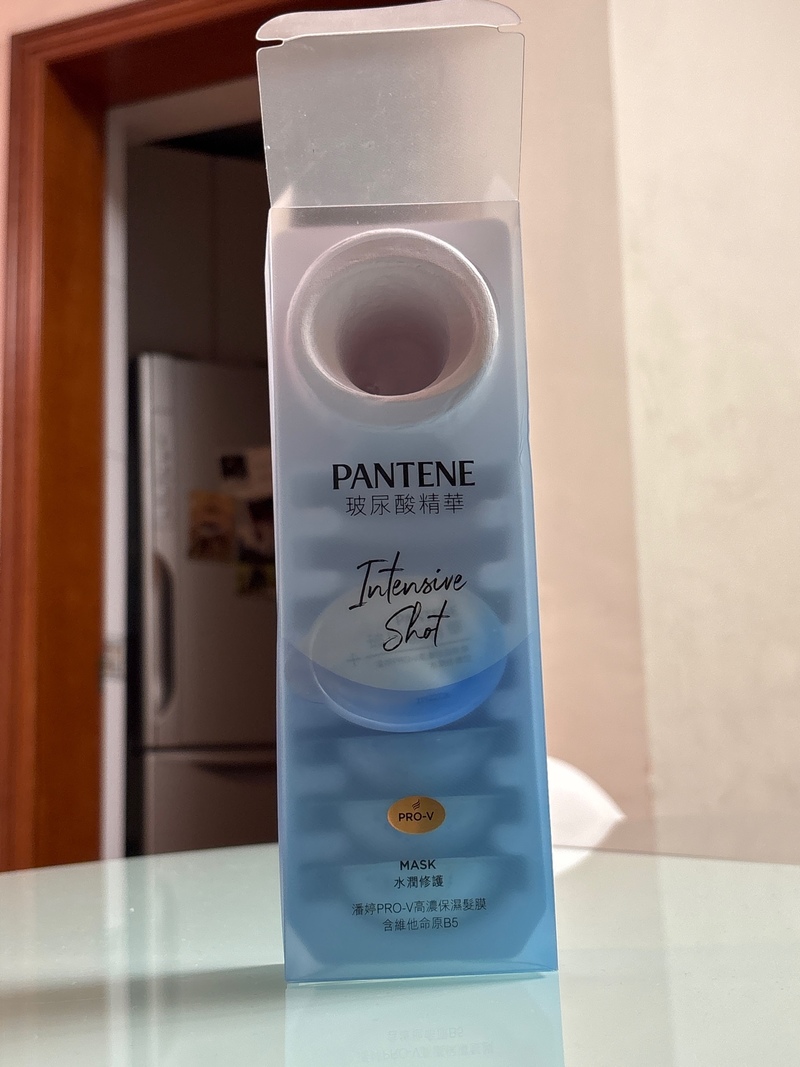 PANTENE
玻尿酸精華
Intensive
Shot
PRO-V
MASK
水潤修護
潘婷PRO-V高濃保濕髮膜
含維他命原B5